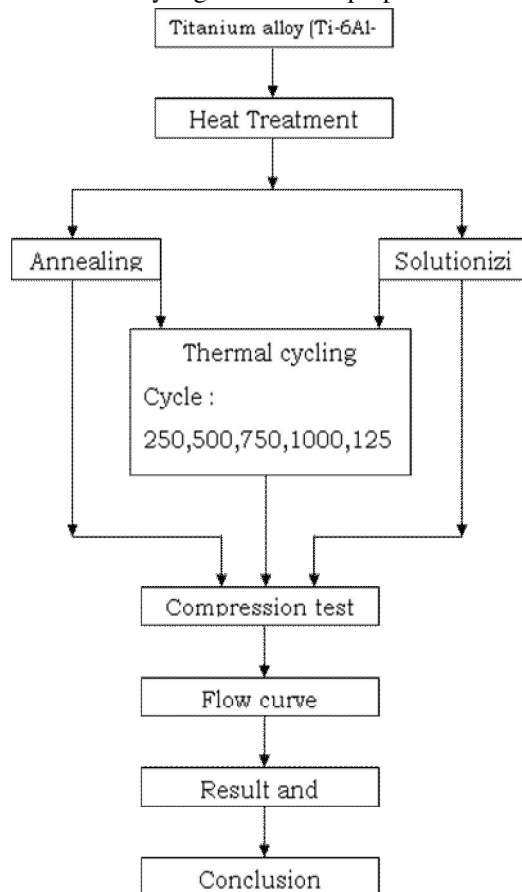 Titanium alloy (Ti-6Al-
Heat Treatment
Annealing
Solutionizi
Thermal cycling
Cycle :
250,500,750,1000,125
Compression test
Flow curve
Result and
Conclusion